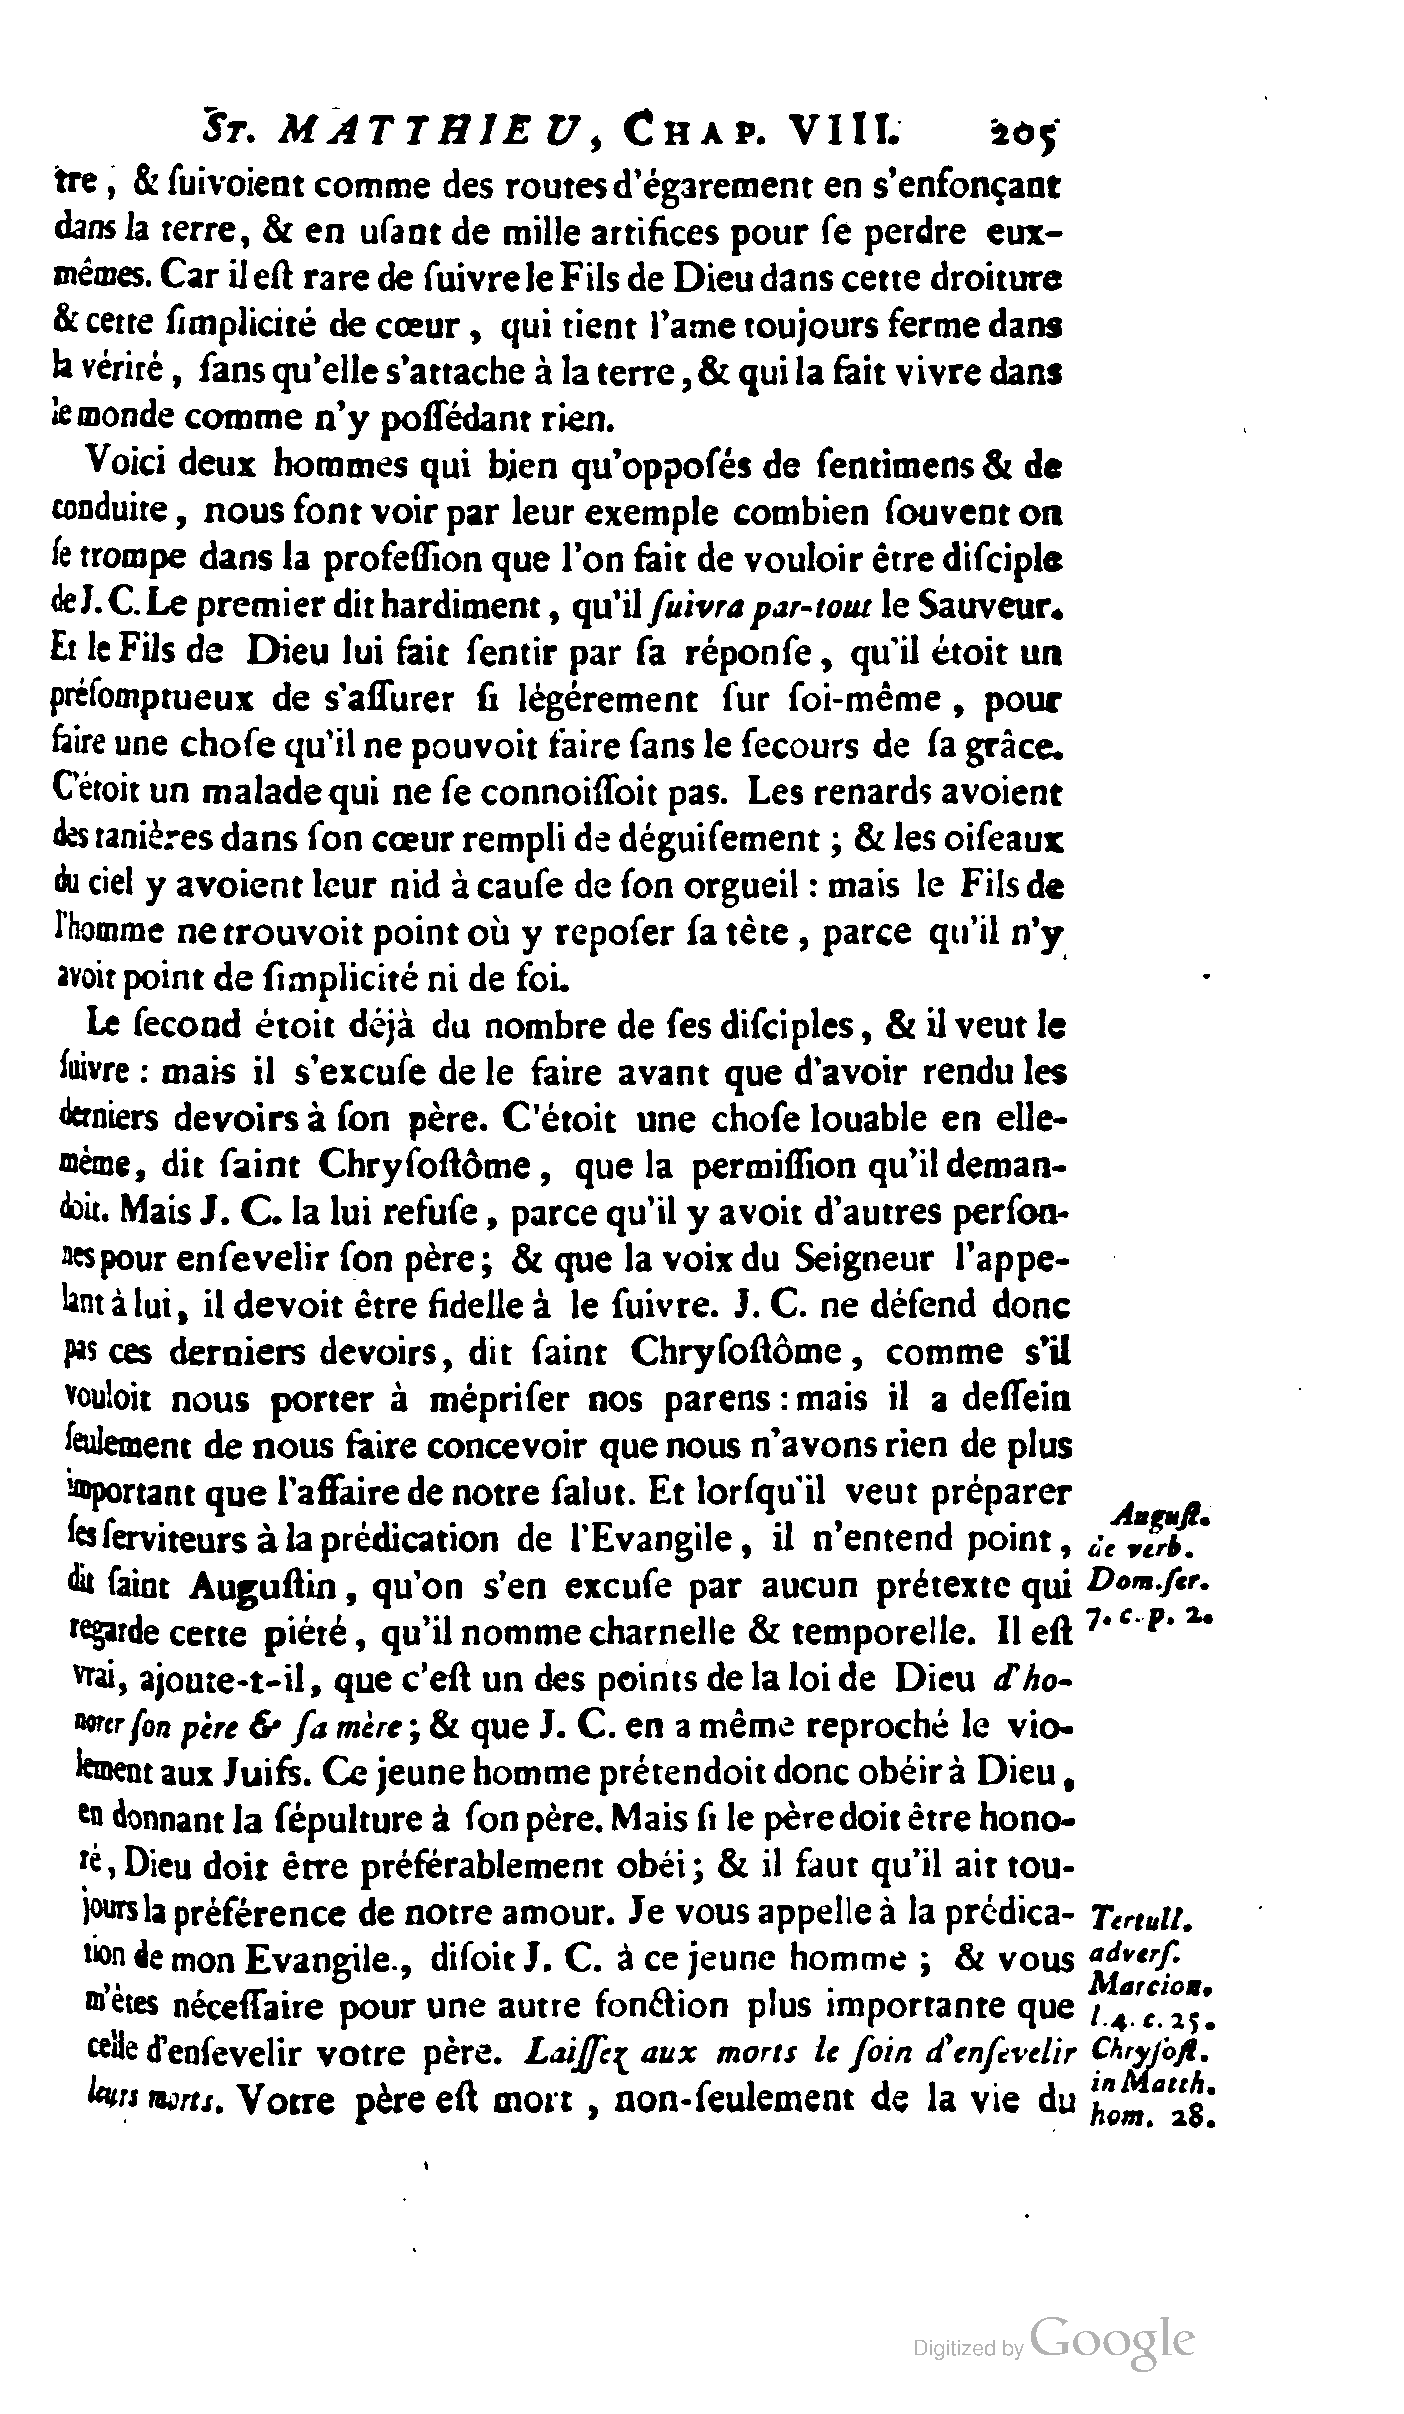 ST. MATTHIEU, CHAP. VIII. 205
tre, & ſuivoient comme des routes d'égarement en s'enfonçant
dans la terre, & en uſant de mille artifices pour ſe perdre eux-
mêmes. Car il eſt rare de ſuivre le Fils de Dieu dans cette droiture
& cette ſimplicité de cœur, qui tient l'ame toujours ferme dans
la vérité, ſans qu'elle s'attache à la terre, & qui la fait vivre dans
le monde comme n'y poſſédant rien.
Voici deux hommes qui bien qu'oppoſés de ſentimens & de
conduite, nous font voir par leur exemple combien ſouvent on
ſe trompe dans la profeſſion que l'on fait de vouloir être diſciple
de J. C. Le premier dit hardiment, qu'il ſuivra par-tout le Sauveur.
Et le Fils de Dieu lui fait ſentir par ſa réponſe, qu'il étoit un
préſomptueux de s'aſſurer ſi légérement ſur ſoi-même, pour
faire une choſe qu'il ne pouvoit faire ſans le ſecours de ſa grâce.
C'étoit un malade qui ne ſe connoiſſoit pas. Les renards avoient
des tanières dans ſon cœur rempli de déguiſement ; & les oiſeaux
du ciel y avoient leur nid à cauſe de ſon orgueil : mais le Fils de
l'homme ne trouvoit point où y repoſer ſa tête, parce qu'il n'y
avoit point de ſimplicité ni de foi.
Le ſecond étoit déjà du nombre de ſes diſciples, & il veut le
ſuivre : mais il s'excuſe de le faire avant que d'avoir rendu les
derniers devoirs à ſon père. C'étoit une choſe louable en elle-
même, dit ſaint Chryſoſtôme, que la permiſſion qu'il deman-
doit. Mais J. C. la lui refuſe, parce qu'il y avoit d'autres perſon-
nes pour enſevelir ſon père ; & que la voix du Seigneur l'appe-
lant à lui, il devoit être fidelle à le ſuivre. J. C. ne défend donc
pas ces derniers devoirs, dit ſaint Chryſoſtôme, comme s'il
vouloit nous porter à mépriſer nos parens : mais il a deſſein
ſeulement de nous faire concevoir que nous n'avons rien de plus
important que l'affaire de notre ſalut. Et lorſqu'il veut préparer
ſes ſerviteurs à la prédication de l'Evangile, il n'entend point,
dit ſaint Auguſtin, qu'on s'en excuſe par aucun prétexte qui
regarde cette piété, qu'il nomme charnelle & temporelle. Il eſt
vrai, ajoute-t-il, que c'eſt un des points de la loi de Dieu d'ho-
norer ſon père & ſa mère ; & que J. C. en a même reproché le vio-
lement aux Juifs. Ce jeune homme prétendoit donc obéir à Dieu,
en donnant la ſépulture à ſon père. Mais ſi le père doit être hono-
ré, Dieu doit être préférablement obéi ; & il faut qu'il ait tou-
jours la préférence de notre amour. Je vous appelle à la prédica-
tion de mon Evangile, diſoit J. C. à ce jeune homme ; & vous
m'êtes néceſſaire pour une autre fonction plus importante que
celle d'enſevelir votre père. Laiſſez aux morts le ſoin d'enſevelir
leurs morts. Votre père eſt mort, non-ſeulement de la vie du
Auguſt.
de verb.
Dom. ſer.
7. c. p. 2.
Tertull.
adverſ.
Marcion.
l. 4. c. 25.
Chryſoſt.
in Matth.
hom. 28.
Digitized by Google